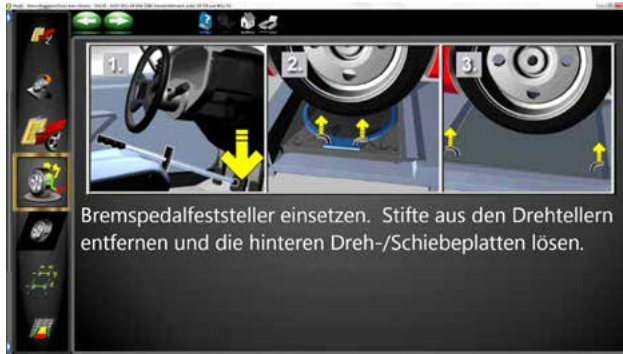 1.
2.
3.
Bremspedalfeststeller einsetzen. Stifte aus den Drehtellern
entfernen und die hinteren Dreh-/Schiebeplatten lösen.